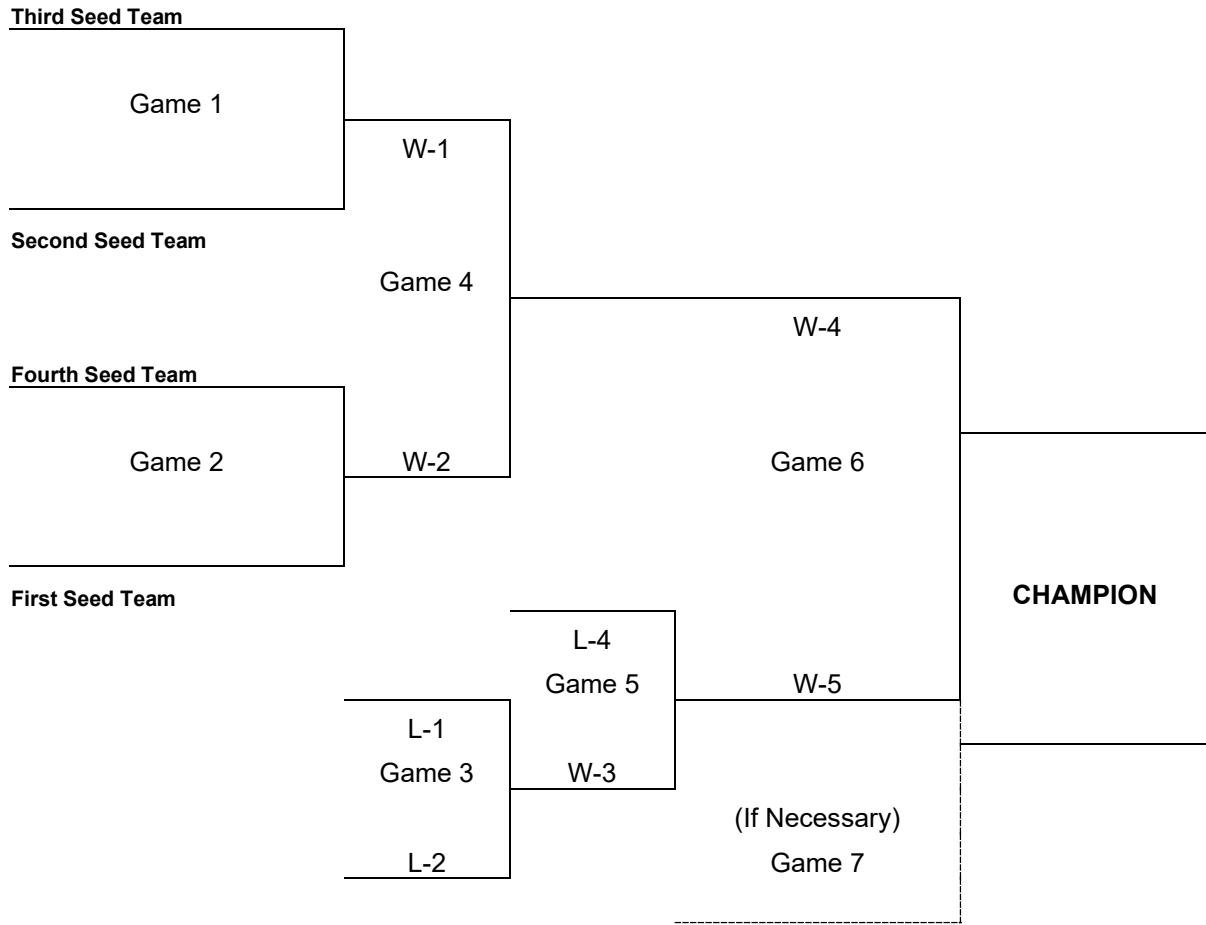 Third Seed Team
Game 1
W-1
Second Seed Team
Game 4
W-4
Fourth Seed Team
Game 2
W-2
Game 6
First Seed Team
CHAMPION
L-4
Game 5
W-5
L-1
Game 3
W-3
(If Necessary)
Game 7
L-2